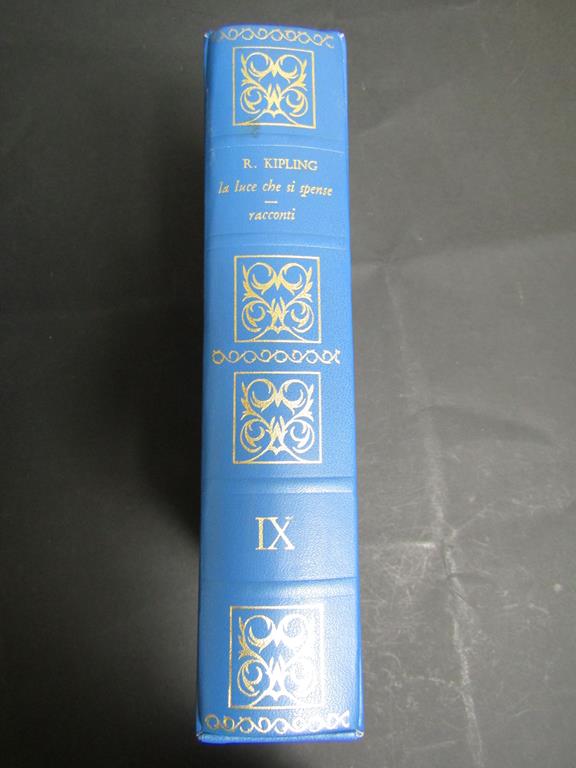 R. KIPLING
la luce che si spense
—
racconti
IX